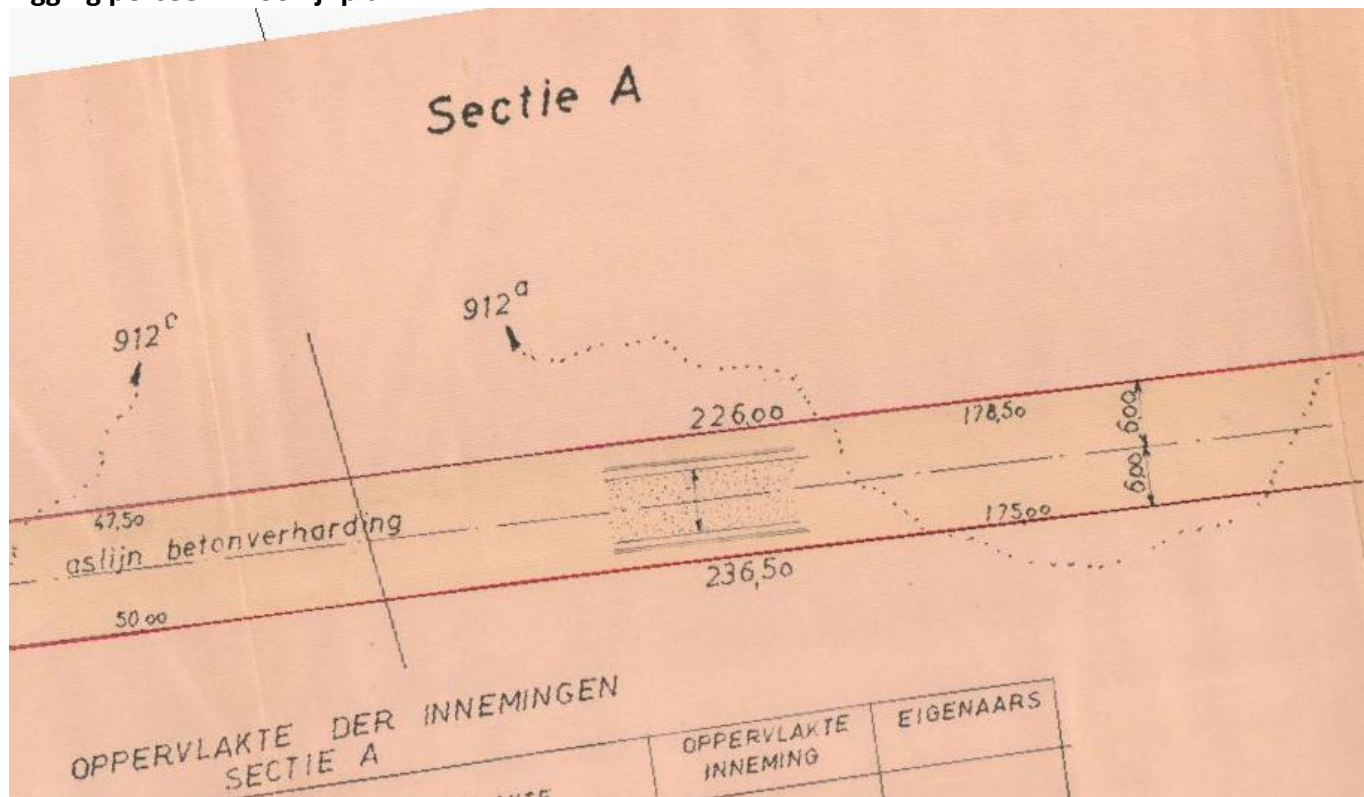 Sectie A
912c
912a
226,00
178,50
6,00
6,00
47,50
aslijn betonverharding
175,00
236,50
50,00
OPPERVLAKTE DER INNEMINGEN
SECTIE A
OPPERVLAKTE
INNEMING
EIGENAARS